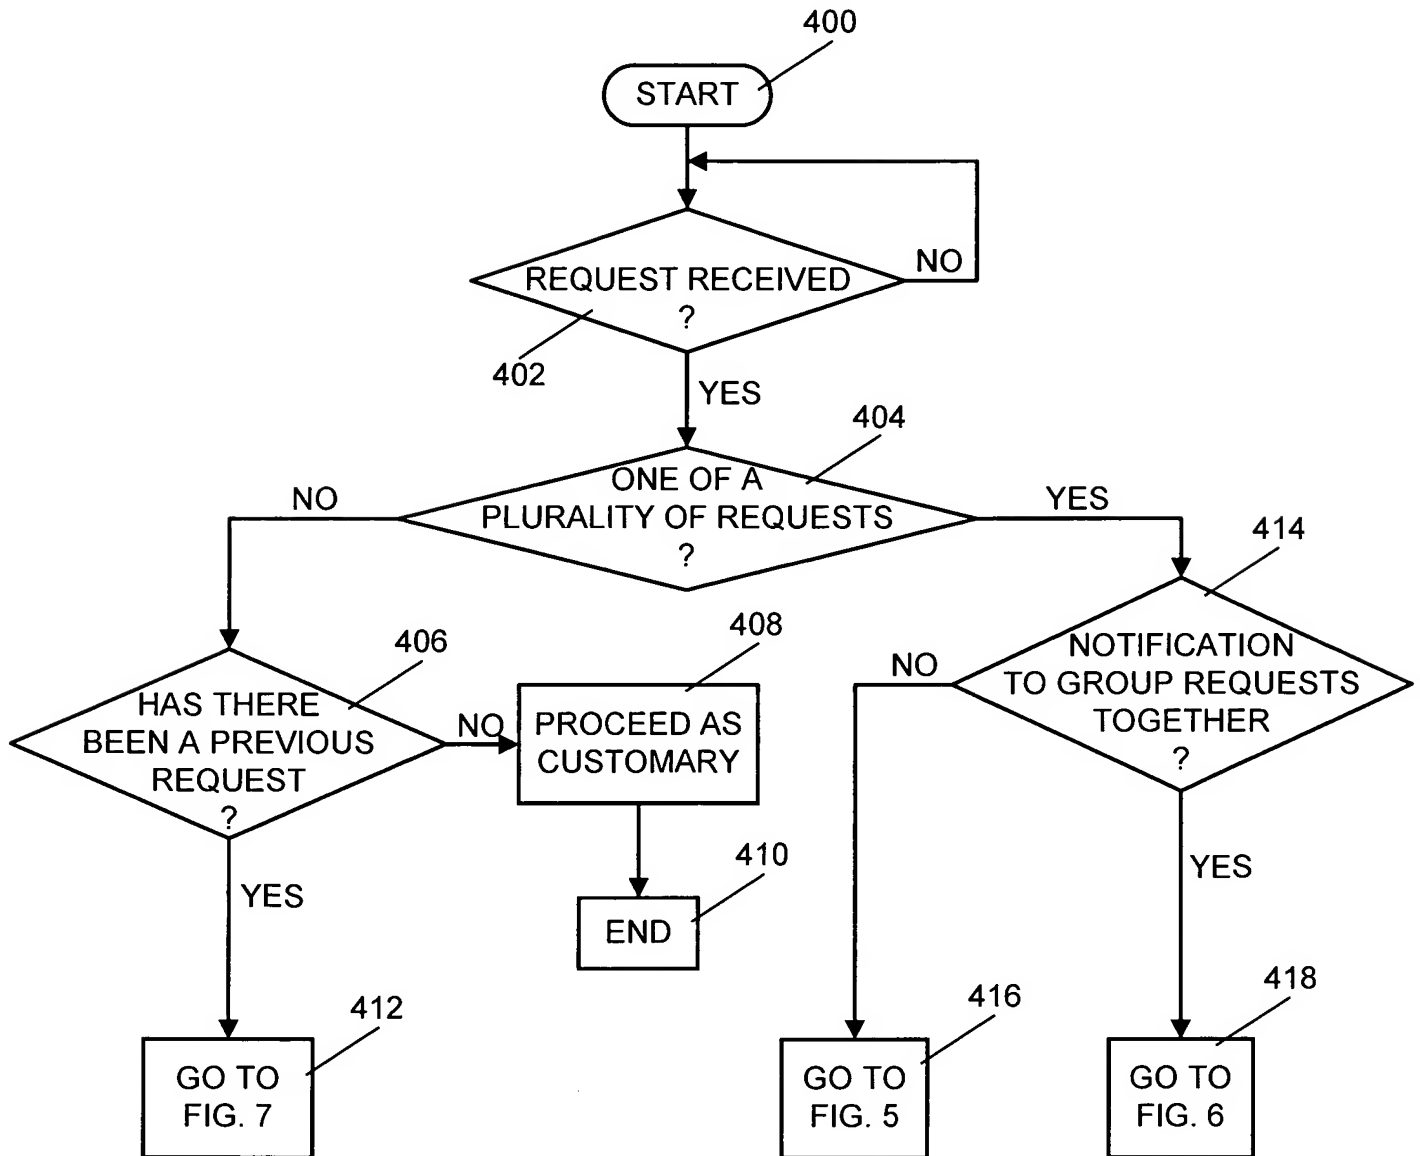 400
START
NO
REQUEST RECEIVED
?
402
YES
404
ONE OF A
PLURALITY OF REQUESTS
?
NO
YES
414
NOTIFICATION
TO GROUP REQUESTS
TOGETHER
?
NO
YES
406
HAS THERE
BEEN A PREVIOUS
REQUEST
?
NO
408
PROCEED AS
CUSTOMARY
410
END
YES
412
GO TO
FIG. 7
416
GO TO
FIG. 5
418
GO TO
FIG. 6